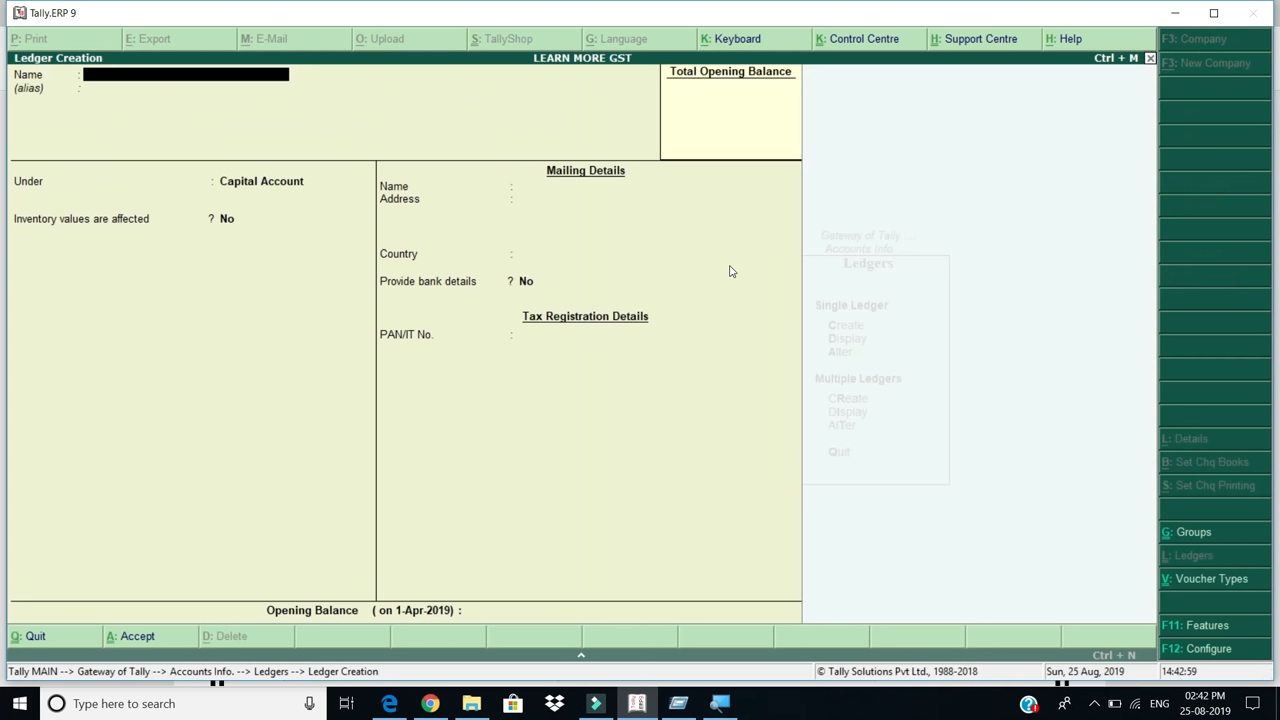 Tally.ERP 9
P: Print
E: Export
M: E-Mail
O: Upload
S: TallyShop
G: Language
K: Keyboard
K: Control Centre
H: Support Centre
H: Help
F3: Company
Ledger Creation
LEARN MORE GST
Ctrl + M
F3: New Company
Name :
(alias) :
Total Opening Balance
Under : Capital Account
Inventory values are affected ? No
Mailing Details
Name :
Address :
Country :
Provide bank details ? No
Tax Registration Details
PAN/IT No. :
Gateway of Tally ...
Accounts Info. ...
Ledgers
Single Ledger
Create
Display
Alter
Multiple Ledgers
CReate
DIsplay
AlTer
Quit
L: Details
B: Set Chq Books
S: Set Chq Printing
G: Groups
L: Ledgers
V: Voucher Types
F11: Features
F12: Configure
Opening Balance ( on 1-Apr-2019) :
Q: Quit
A: Accept
D: Delete
Ctrl + N
Tally MAIN --> Gateway of Tally --> Accounts Info. --> Ledgers --> Ledger Creation
© Tally Solutions Pvt Ltd., 1988-2018
Sun, 25 Aug, 2019
14:42:59
Type here to search
ENG
02:42 PM
25-08-2019